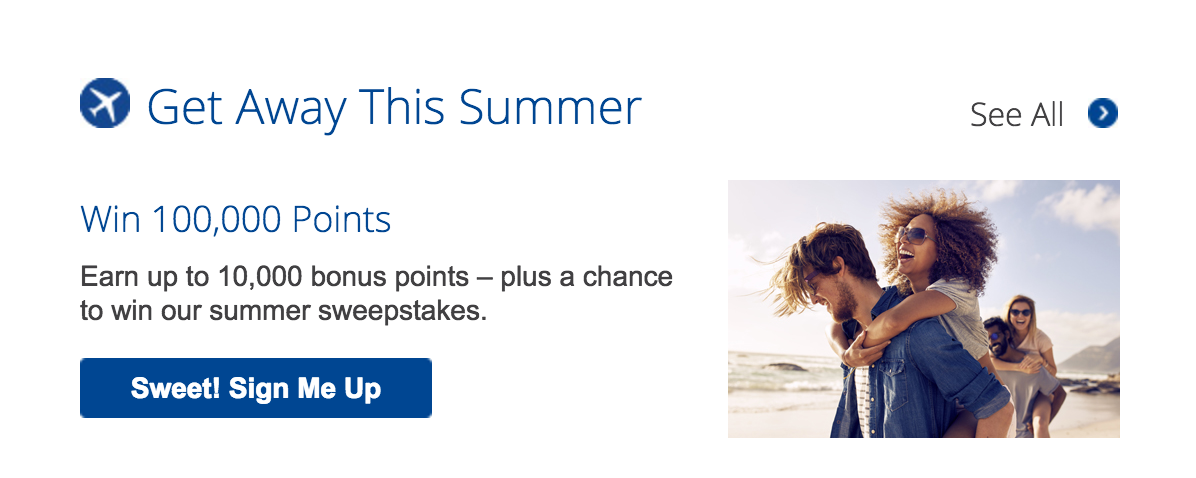 Get Away This Summer
See All
Win 100,000 Points
Earn up to 10,000 bonus points – plus a chance
to win our summer sweepstakes.
Sweet! Sign Me Up